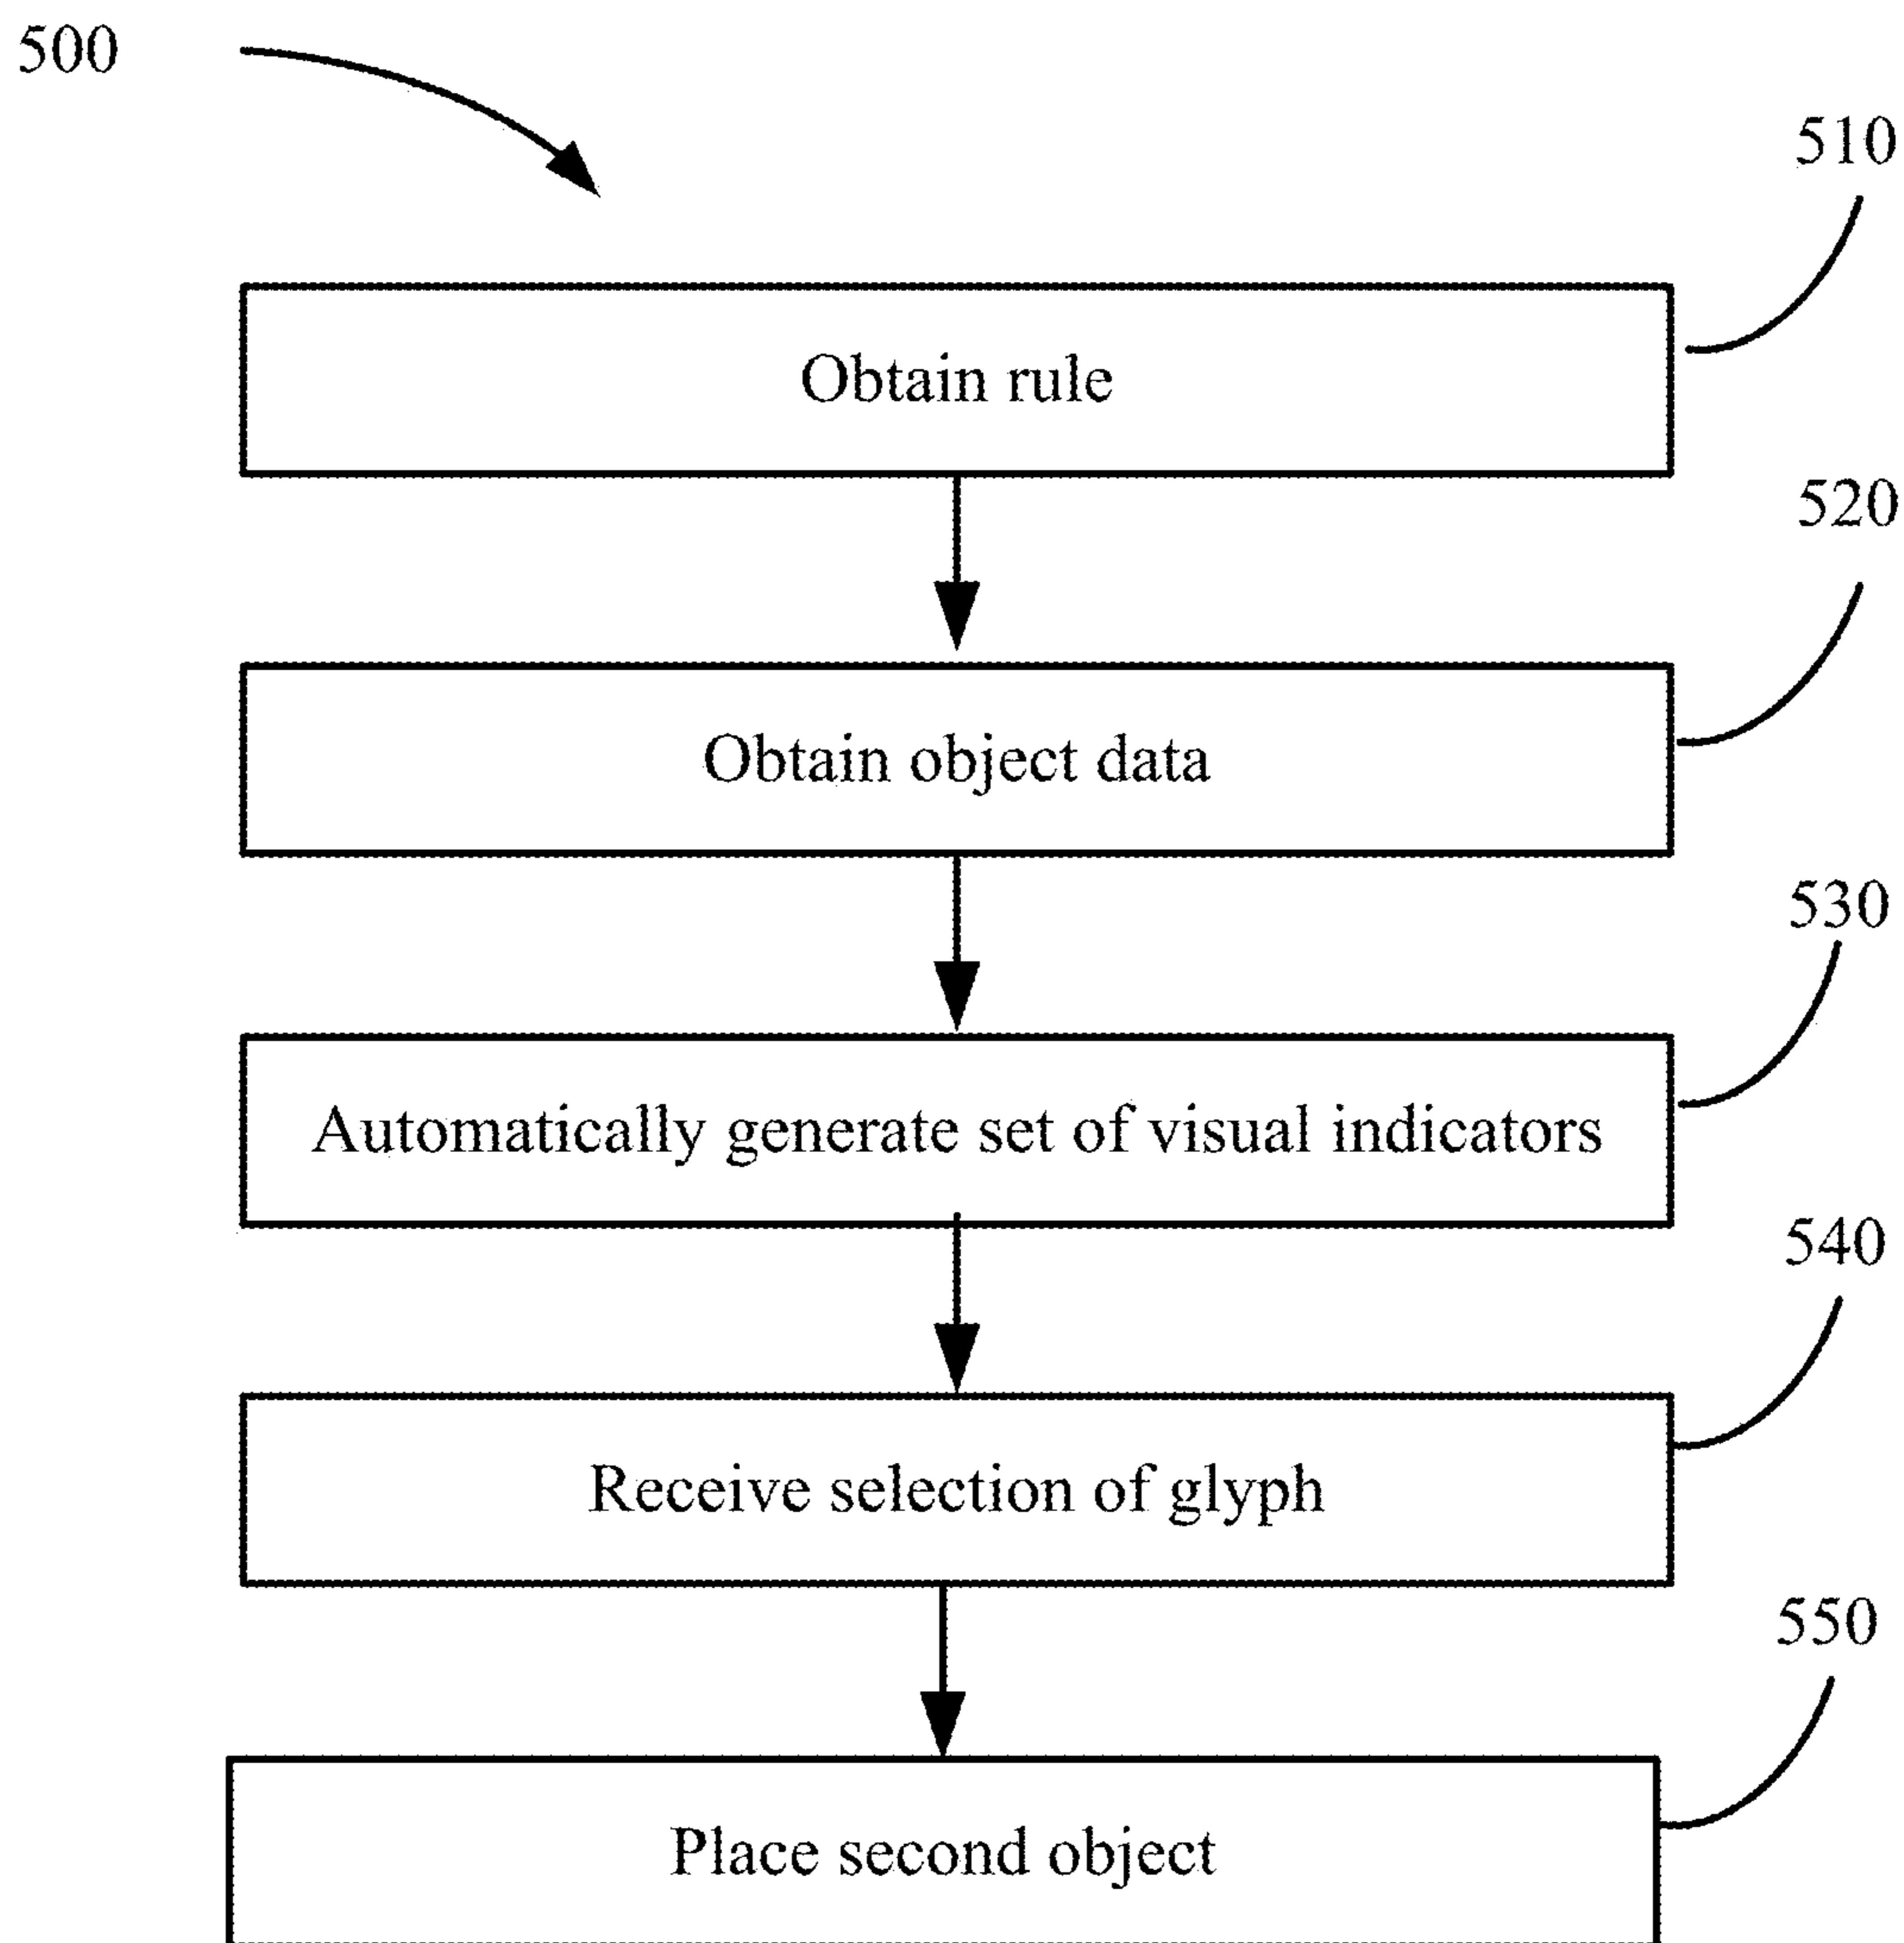 500
510
Obtain rule
520
Obtain object data
530
Automatically generate set of visual indicators
540
Receive selection of glyph
550
Place second object